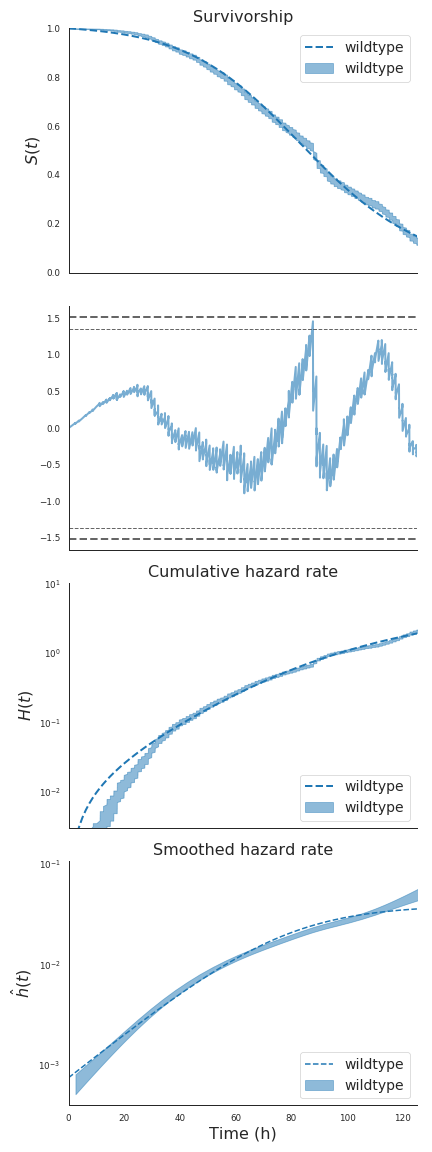 Survivorship
1.0
0.8
0.6
0.4
0.2
0.0
S(t)
wildtype
wildtype
1.5
1.0
0.5
0.0
−0.5
−1.0
−1.5
Cumulative hazard rate
10¹
10⁰
10⁻¹
10⁻²
H(t)
wildtype
wildtype
Smoothed hazard rate
10⁻¹
10⁻²
10⁻³
ĥ(t)
wildtype
wildtype
0 20 40 60 80 100 120
Time (h)